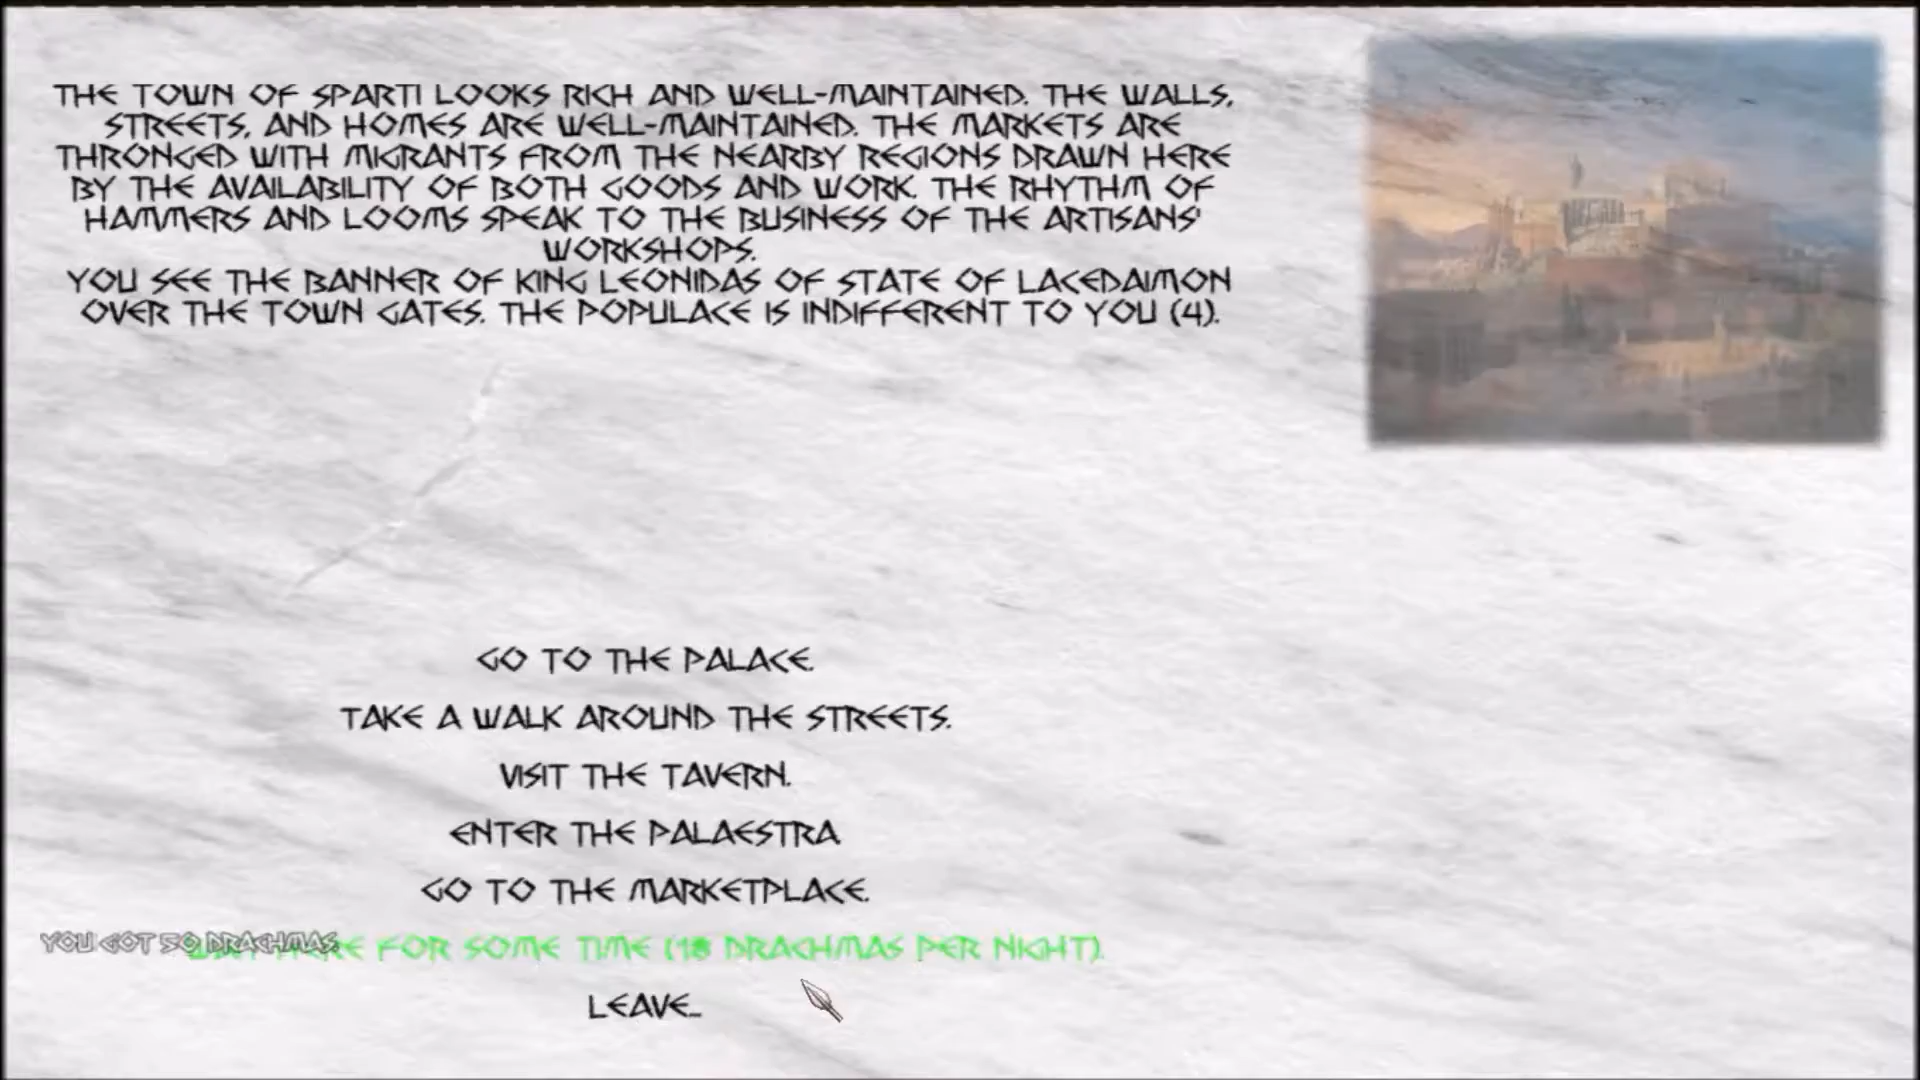 THE TOWN OF SPARTI LOOKS RICH AND WELL-MAINTAINED. THE WALLS,
STREETS, AND HOMES ARE WELL-MAINTAINED. THE MARKETS ARE
THRONGED WITH MIGRANTS FROM THE NEARBY REGIONS DRAWN HERE
BY THE AVAILABILITY OF BOTH GOODS AND WORK. THE RHYTHM OF
HAMMERS AND LOOMS SPEAK TO THE BUSINESS OF THE ARTISANS'
WORKSHOPS.
YOU SEE THE BANNER OF KING LEONIDAS OF STATE OF LACEDAIMON
OVER THE TOWN GATES. THE POPULACE IS INDIFFERENT TO YOU (4).
GO TO THE PALACE.
TAKE A WALK AROUND THE STREETS.
VISIT THE TAVERN.
ENTER THE PALAESTRA.
GO TO THE MARKETPLACE.
YOU GOT 50 DRACHMAS.
FOR SOME TIME (18 DRACHMAS PER NIGHT).
LEAVE...